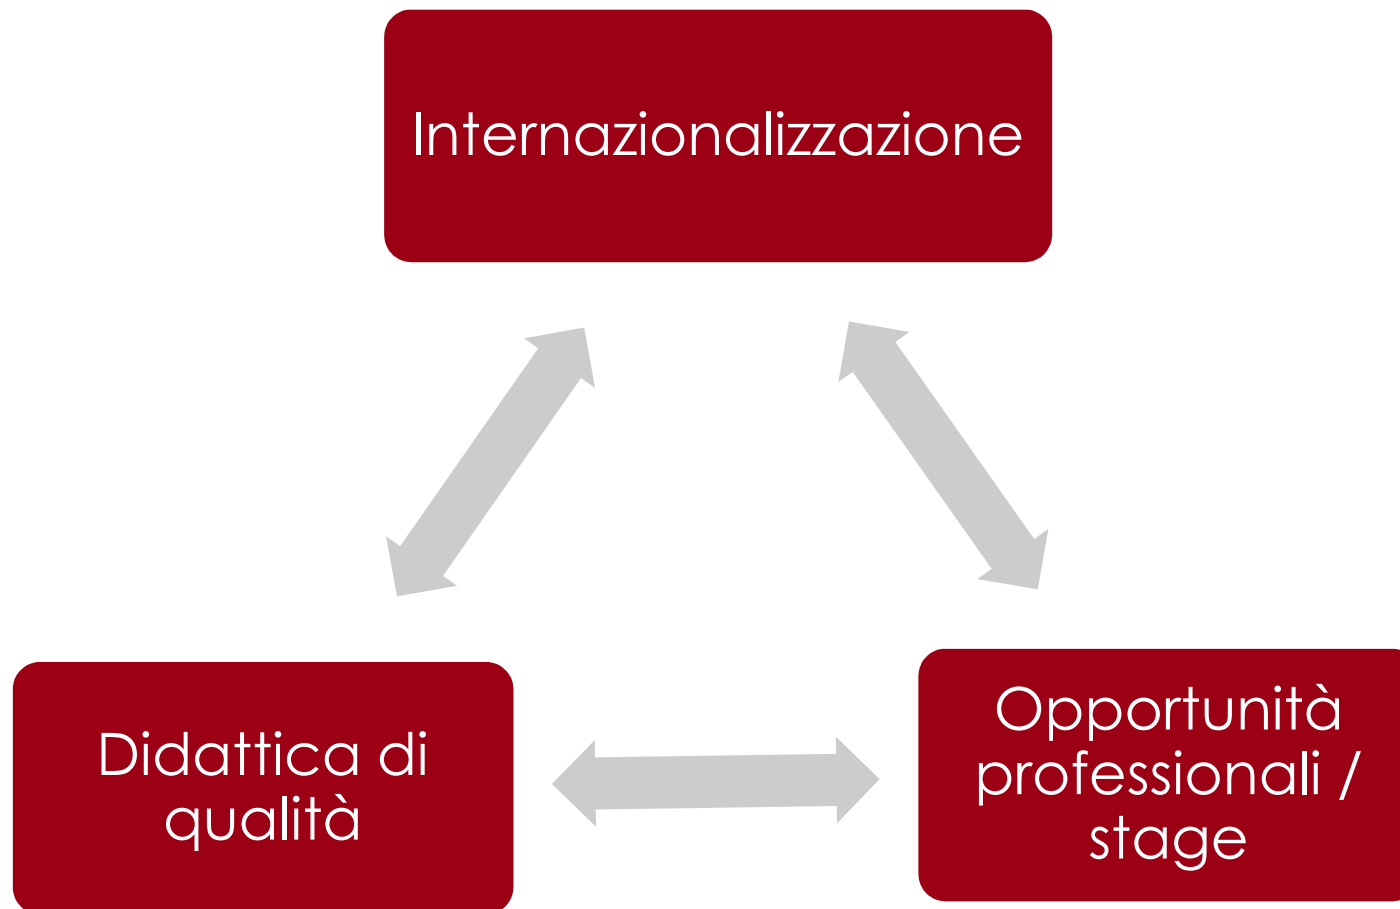 Internazionalizzazione
Didattica di
qualità
Opportunità
professionali /
stage